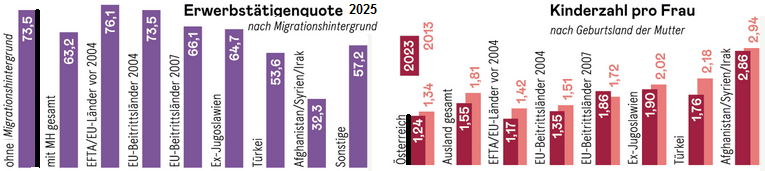 Erwerbstätigenquote 2025
nach Migrationshintergrund
ohne Migrationshintergrund
73,5
mit MH gesamt
63,2
EFTA/EU-Länder vor 2004
76,1
EU-Beitrittsländer 2004
73,5
EU-Beitrittsländer 2007
66,1
Ex-Jugoslawien
64,7
Türkei
53,6
Afghanistan/Syrien/Irak
32,3
Sonstige
57,2
Kinderzahl pro Frau
nach Geburtsland der Mutter
2023
2013
Österreich
1,24
1,34
Ausland gesamt
1,55
1,81
EFTA/EU-Länder vor 2004
1,17
1,42
EU-Beitrittsländer 2004
1,35
1,51
EU-Beitrittsländer 2007
1,86
1,72
Ex-Jugoslawien
1,90
2,02
Türkei
1,76
2,18
Afghanistan/Syrien/Irak
2,86
2,94